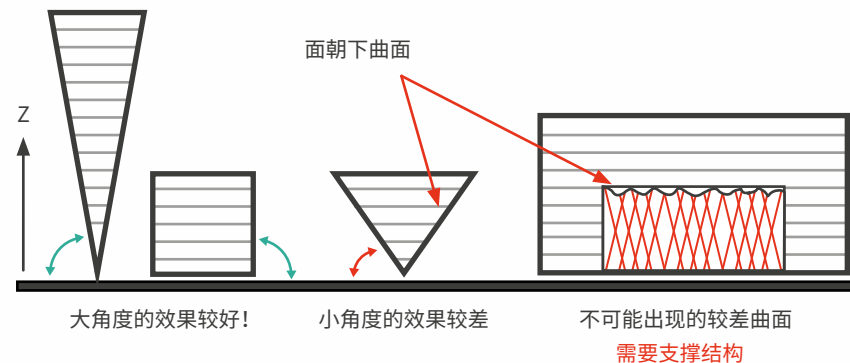 面朝下曲面
Z
大角度的效果较好！
小角度的效果较差
不可能出现的较差曲面
需要支撑结构